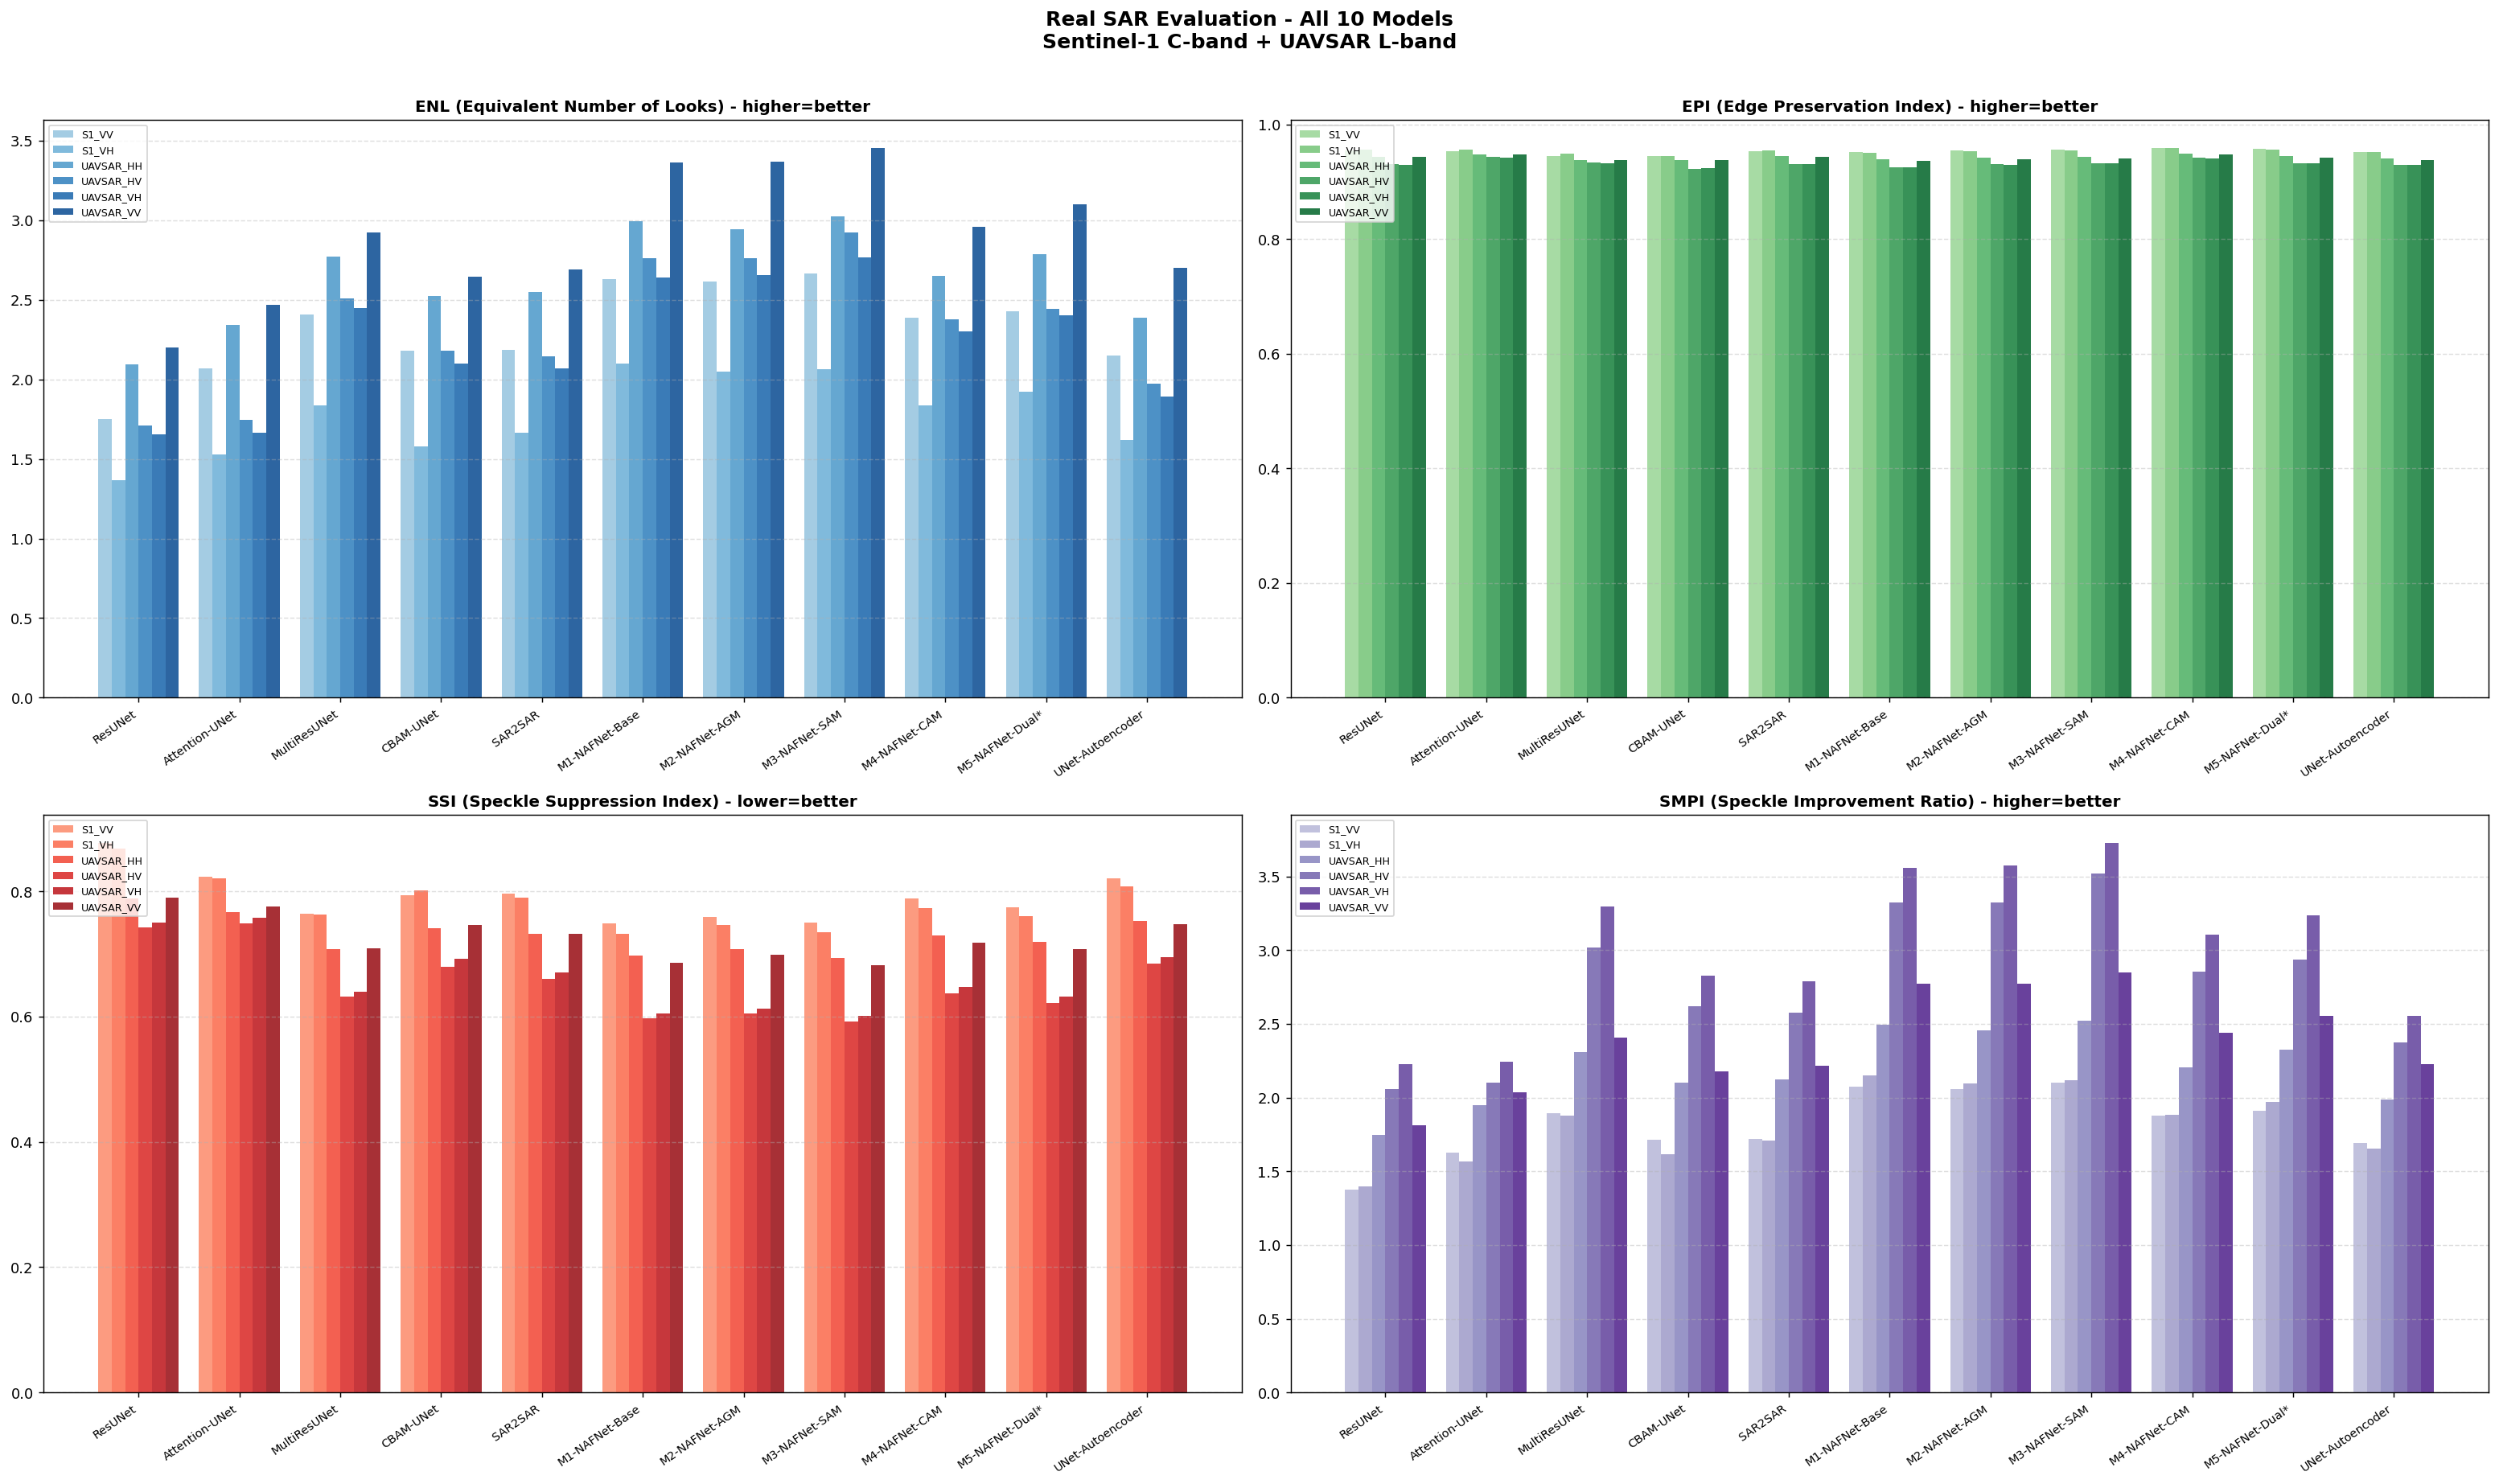 Real SAR Evaluation - All 10 Models
Sentinel-1 C-band + UAVSAR L-band
ENL (Equivalent Number of Looks) - higher=better
3.5
3.0
2.5
2.0
1.5
1.0
0.5
0.0
S1_VV
S1_VH
UAVSAR_HH
UAVSAR_HV
UAVSAR_VH
UAVSAR_VV
ResUNet
Attention-UNet
MultiResUNet
CBAM-UNet
SAR2SAR
M1-NAFNet-Base
M2-NAFNet-AGM
M3-NAFNet-SAM
M4-NAFNet-CAM
M5-NAFNet-Dual*
UNet-Autoencoder
EPI (Edge Preservation Index) - higher=better
1.0
0.8
0.6
0.4
0.2
0.0
S1_VV
S1_VH
UAVSAR_HH
UAVSAR_HV
UAVSAR_VH
UAVSAR_VV
ResUNet
Attention-UNet
MultiResUNet
CBAM-UNet
SAR2SAR
M1-NAFNet-Base
M2-NAFNet-AGM
M3-NAFNet-SAM
M4-NAFNet-CAM
M5-NAFNet-Dual*
UNet-Autoencoder
SSI (Speckle Suppression Index) - lower=better
0.8
0.6
0.4
0.2
0.0
S1_VV
S1_VH
UAVSAR_HH
UAVSAR_HV
UAVSAR_VH
UAVSAR_VV
ResUNet
Attention-UNet
MultiResUNet
CBAM-UNet
SAR2SAR
M1-NAFNet-Base
M2-NAFNet-AGM
M3-NAFNet-SAM
M4-NAFNet-CAM
M5-NAFNet-Dual*
UNet-Autoencoder
SMPI (Speckle Improvement Ratio) - higher=better
3.5
3.0
2.5
2.0
1.5
1.0
0.5
0.0
S1_VV
S1_VH
UAVSAR_HH
UAVSAR_HV
UAVSAR_VH
UAVSAR_VV
ResUNet
Attention-UNet
MultiResUNet
CBAM-UNet
SAR2SAR
M1-NAFNet-Base
M2-NAFNet-AGM
M3-NAFNet-SAM
M4-NAFNet-CAM
M5-NAFNet-Dual*
UNet-Autoencoder